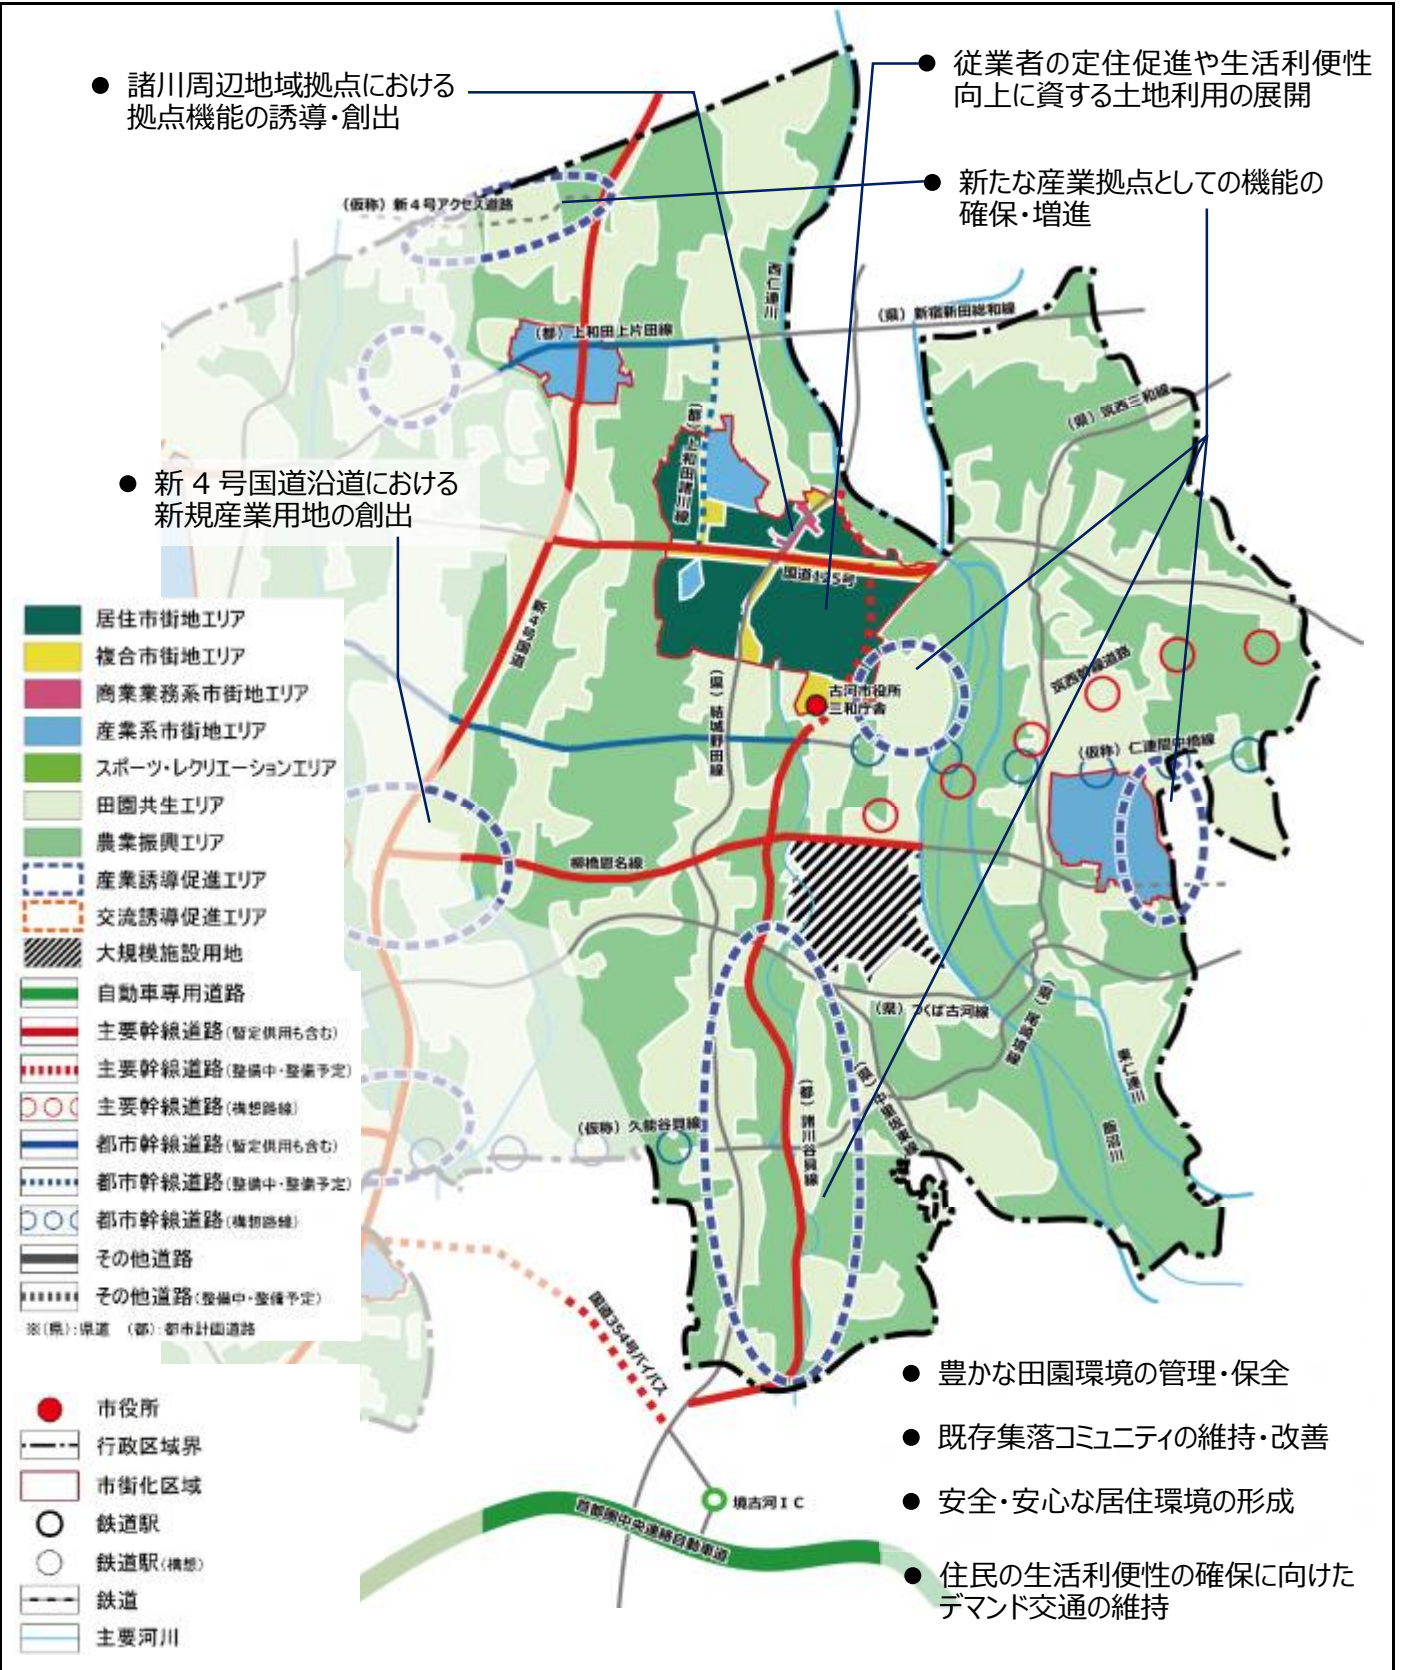 ● 諸川周辺地域拠点における
拠点機能の誘導・創出
● 従業者の定住促進や生活利便性
向上に資する土地利用の展開
● 新たな産業拠点としての機能の
確保・増進
(仮称)新4号アクセス道路
西仁連川
(県)新宿新田総和線
(都)上和田上片田線
(県)筑西三和線
(都)上和田諸川線
● 新4号国道沿道における
新規産業用地の創出
国道125号
新4号国道
古河市役所
三和庁舎
筑西幹線道路
(県)結城野田線
(仮称)仁連間中橋線
柳橋恩名線
(県)つくば古河線
(県)尾崎境線
東仁連川
飯沼川
(都)諸川谷貝線
(県)中里坂東線
(仮称)久能谷貝線
国道354号バイパス
境古河IC
首都圏中央連絡自動車道
居住市街地エリア
複合市街地エリア
商業業務系市街地エリア
産業系市街地エリア
スポーツ・レクリエーションエリア
田園共生エリア
農業振興エリア
産業誘導促進エリア
交流誘導促進エリア
大規模施設用地
自動車専用道路
主要幹線道路(暫定供用も含む)
主要幹線道路(整備中・整備予定)
主要幹線道路(構想路線)
都市幹線道路(暫定供用も含む)
都市幹線道路(整備中・整備予定)
都市幹線道路(構想路線)
その他道路
その他道路(整備中・整備予定)
※(県):県道 (都):都市計画道路
市役所
行政区域界
市街化区域
鉄道駅
鉄道駅(構想)
鉄道
主要河川
● 豊かな田園環境の管理・保全
● 既存集落コミュニティの維持・改善
● 安全・安心な居住環境の形成
● 住民の生活利便性の確保に向けた
デマンド交通の維持